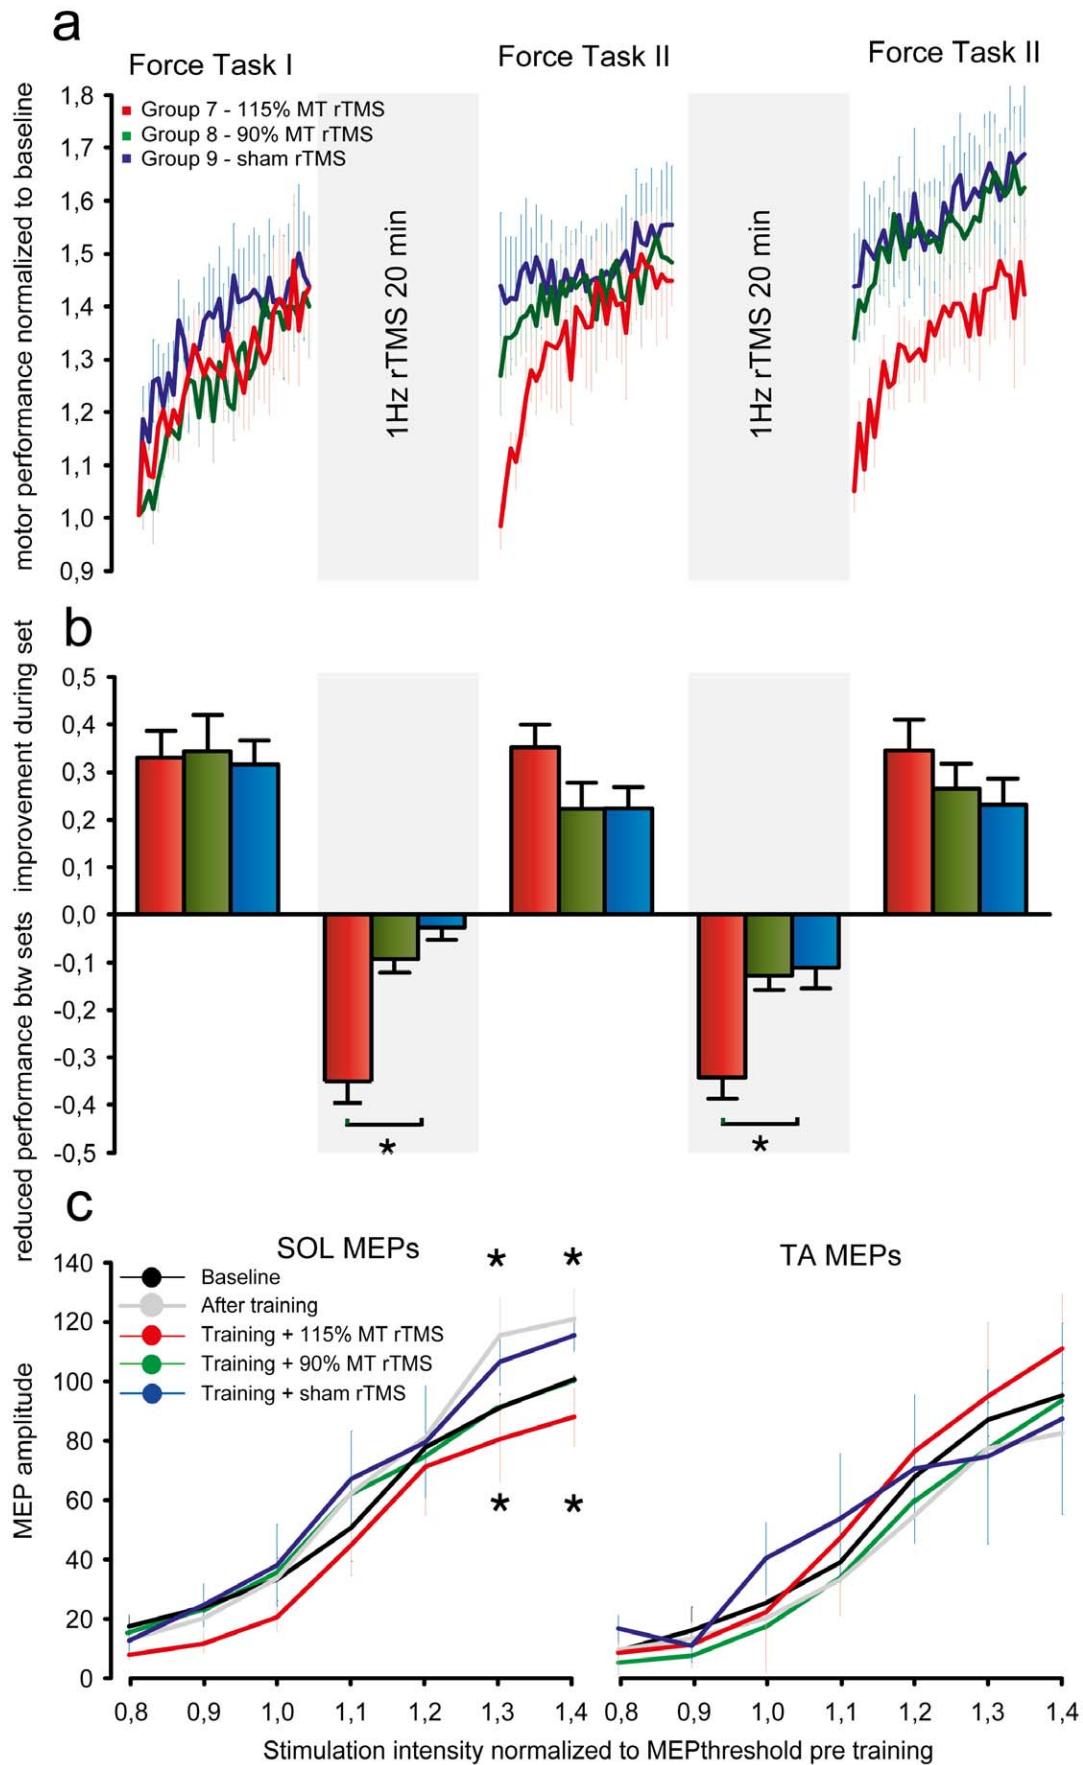 a
Force Task I
Force Task II
Force Task II
motor performance normalized to baseline
1,8
1,7
1,6
1,5
1,4
1,3
1,2
1,1
1,0
0,9
Group 7 - 115% MT rTMS
Group 8 - 90% MT rTMS
Group 9 - sham rTMS
1Hz rTMS 20 min
1Hz rTMS 20 min
b
improvement during set
reduced performance btw sets
0,5
0,4
0,3
0,2
0,1
0,0
-0,1
-0,2
-0,3
-0,4
-0,5
*
*
c
SOL MEPs
TA MEPs
* *
MEP amplitude
140
120
100
80
60
40
20
0
Baseline
After training
Training + 115% MT rTMS
Training + 90% MT rTMS
Training + sham rTMS
* *
0,8 0,9 1,0 1,1 1,2 1,3 1,4
0,8 0,9 1,0 1,1 1,2 1,3 1,4
Stimulation intensity normalized to MEPthreshold pre training